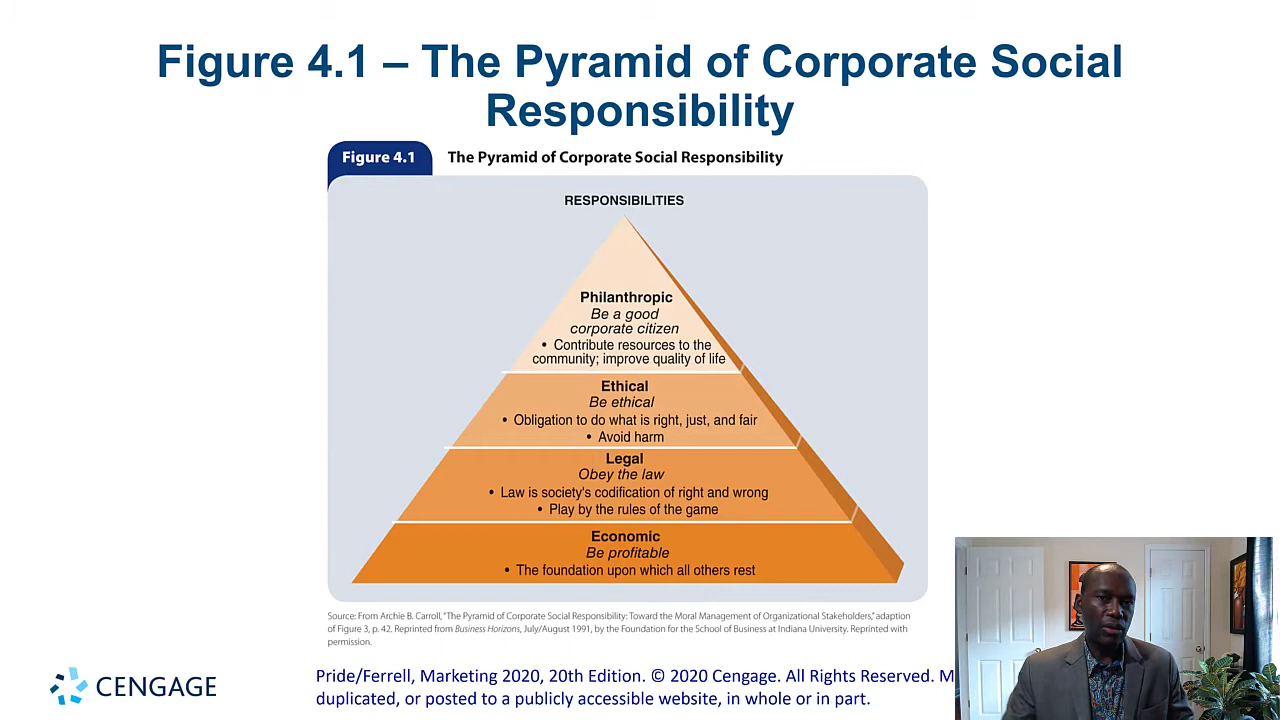 Figure 4.1 – The Pyramid of Corporate Social
Responsibility
Figure 4.1 The Pyramid of Corporate Social Responsibility
RESPONSIBILITIES
Philanthropic
Be a good
corporate citizen
• Contribute resources to the
community; improve quality of life
Ethical
Be ethical
• Obligation to do what is right, just, and fair
• Avoid harm
Legal
Obey the law
• Law is society's codification of right and wrong
• Play by the rules of the game
Economic
Be profitable
• The foundation upon which all others rest
Source: From Archie B. Carroll, "The Pyramid of Corporate Social Responsibility: Toward the Moral Management of Organizational Stakeholders," adaption
of Figure 3, p. 42. Reprinted from Business Horizons, July/August 1991, by the Foundation for the School of Business at Indiana University. Reprinted with
permission.
CENGAGE
Pride/Ferrell, Marketing 2020, 20th Edition. © 2020 Cengage. All Rights Reserved. M
duplicated, or posted to a publicly accessible website, in whole or in part.